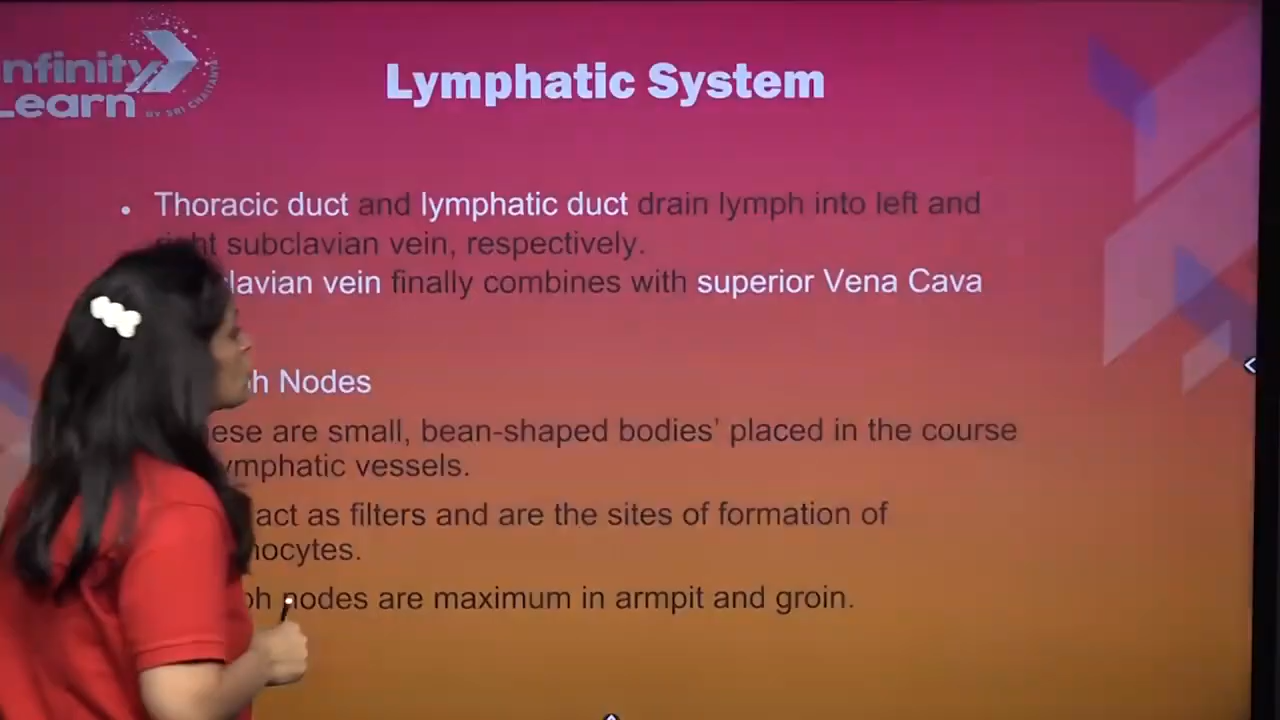 nfinity
Learn
BY SRI CHAITANYA
Lymphatic System
• Thoracic duct and lymphatic duct drain lymph into left and
right subclavian vein, respectively.
clavian vein finally combines with superior Vena Cava
Nodes
ese are small, bean-shaped bodies’ placed in the course
ymphatic vessels.
act as filters and are the sites of formation of
nocytes.
nodes are maximum in armpit and groin.